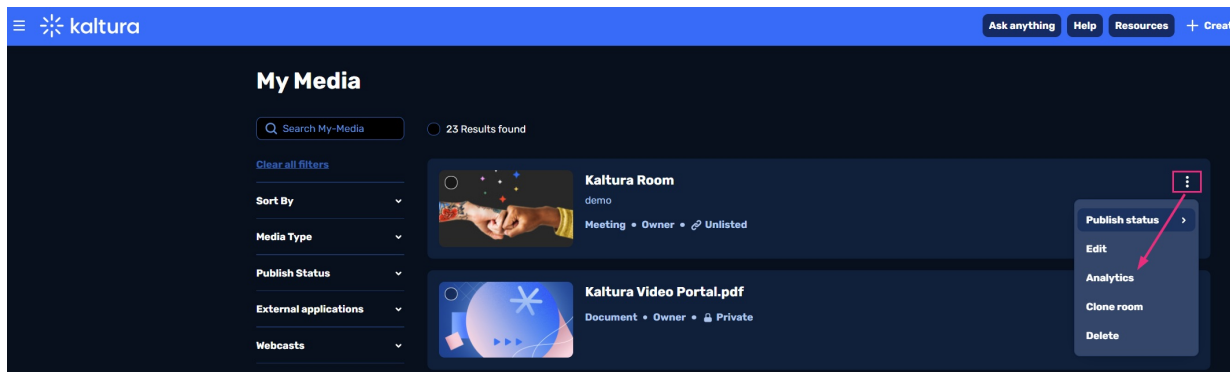 kaltura
Ask anything Help Resources + Creat
My Media
Search My-Media
23 Results found
Clear all filters
Sort By
Media Type
Publish Status
External applications
Webcasts
Kaltura Room
demo
Meeting • Owner • Unlisted
Publish status
Edit
Analytics
Clone room
Delete
Kaltura Video Portal.pdf
Document • Owner • Private